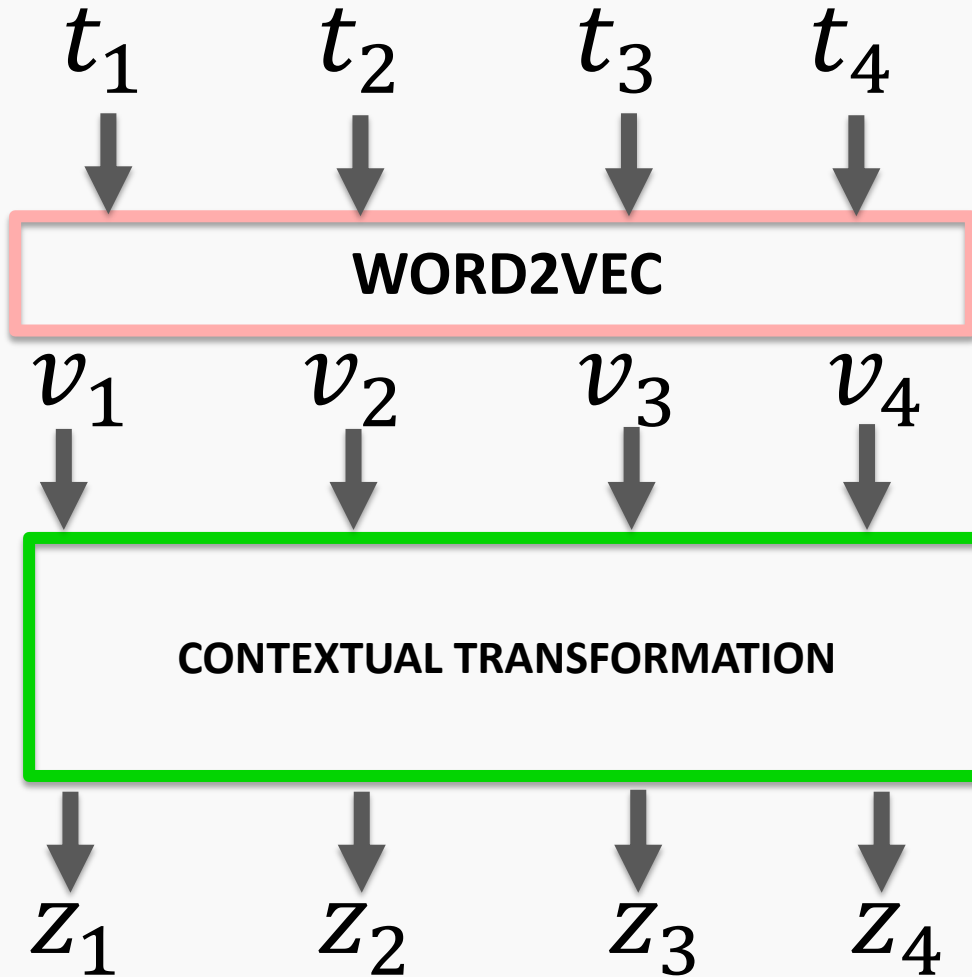 t₁ t₂ t₃ t₄
WORD2VEC
v₁ v₂ v₃ v₄
CONTEXTUAL TRANSFORMATION
z₁ z₂ z₃ z₄